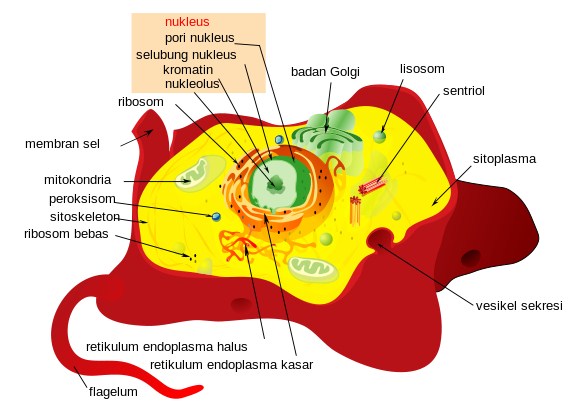 nukleus
pori nukleus
selubung nukleus
kromatin
nukleolus
ribosom
badan Golgi
lisosom
sentriol
membran sel
sitoplasma
mitokondria
peroksisom
sitoskeleton
ribosom bebas
vesikel sekresi
retikulum endoplasma halus
retikulum endoplasma kasar
flagelum